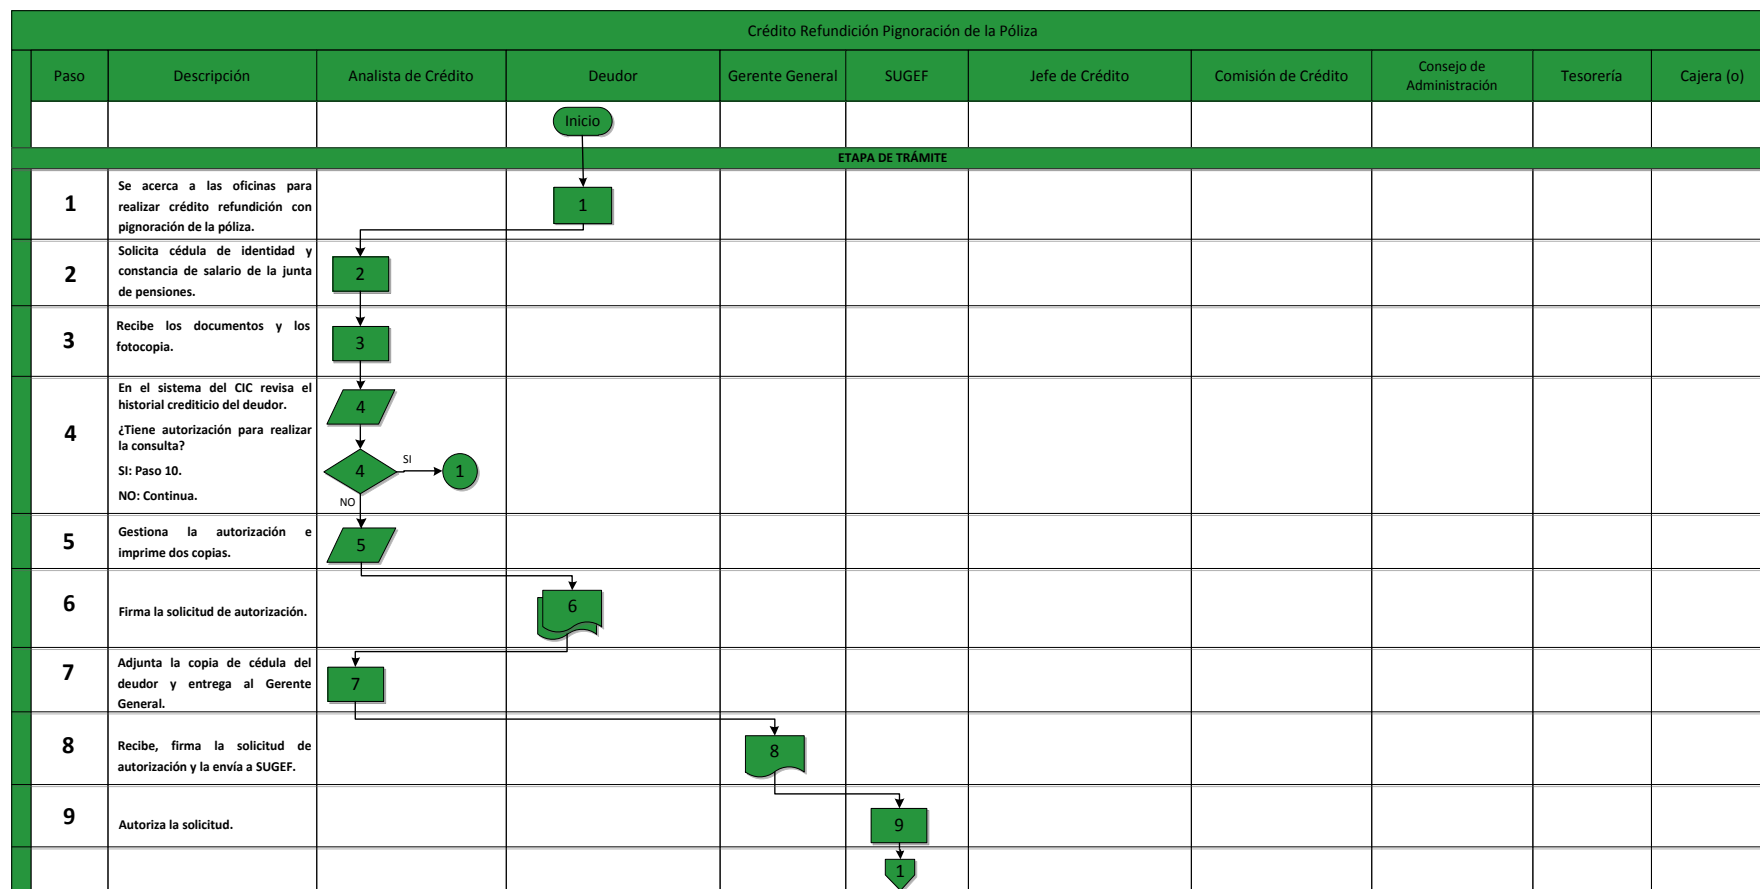 Crédito Refundición Pignoración de la Póliza
Paso
Descripción
Analista de Crédito
Deudor
Gerente General
SUGEF
Jefe de Crédito
Comisión de Crédito
Consejo de
Administración
Tesorería
Cajera (o)
Inicio
ETAPA DE TRÁMITE
1
Se acerca a las oficinas para
realizar crédito refundición con
pignoración de la póliza.
1
2
Solicita cédula de identidad y
constancia de salario de la junta
de pensiones.
2
3
Recibe los documentos y los
fotocopia.
3
4
En el sistema del CIC revisa el
historial crediticio del deudor.
¿Tiene autorización para realizar
la consulta?
SI: Paso 10.
NO: Continua.
4
4
SI
1
NO
5
Gestiona la autorización e
imprime dos copias.
5
6
Firma la solicitud de autorización.
6
7
Adjunta la copia de cédula del
deudor y entrega al Gerente
General.
7
8
Recibe, firma la solicitud de
autorización y la envía a SUGEF.
8
9
Autoriza la solicitud.
9
1